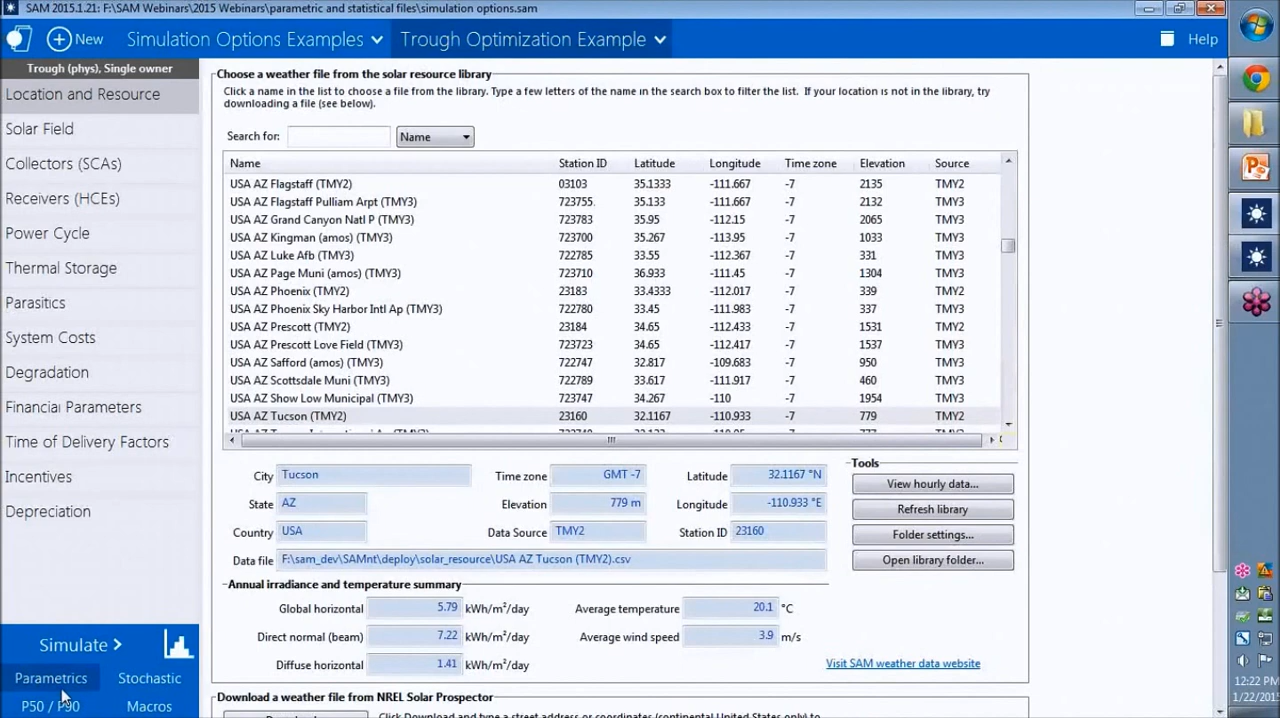 SAM 2015.1.21: F:\SAM Webinars\2015 Webinars\parametric and statistical files\simulation options.sam
New Simulation Options Examples Trough Optimization Example Help
Trough (phys), Single owner
Location and Resource
Solar Field
Collectors (SCAs)
Receivers (HCEs)
Power Cycle
Thermal Storage
Parasitics
System Costs
Degradation
Financial Parameters
Time of Delivery Factors
Incentives
Depreciation
Simulate >
Parametrics Stochastic
P50 / P90 Macros
Choose a weather file from the solar resource library
Click a name in the list to choose a file from the library. Type a few letters of the name in the search box to filter the list. If your location is not in the library, try
downloading a file (see below).
Search for: Name
Name Station ID Latitude Longitude Time zone Elevation Source
USA AZ Flagstaff (TMY2) 03103 35.1333 -111.667 -7 2135 TMY2
USA AZ Flagstaff Pulliam Arpt (TMY3) 723755 35.133 -111.667 -7 2132 TMY3
USA AZ Grand Canyon Natl P (TMY3) 723783 35.95 -112.15 -7 2065 TMY3
USA AZ Kingman (amos) (TMY3) 723700 35.267 -113.95 -7 1033 TMY3
USA AZ Luke Afb (TMY3) 722785 33.55 -112.367 -7 331 TMY3
USA AZ Page Muni (amos) (TMY3) 723710 36.933 -111.45 -7 1304 TMY3
USA AZ Phoenix (TMY2) 23183 33.4333 -112.017 -7 339 TMY2
USA AZ Phoenix Sky Harbor Intl Ap (TMY3) 722780 33.45 -111.983 -7 337 TMY3
USA AZ Prescott (TMY2) 23184 34.65 -112.433 -7 1531 TMY2
USA AZ Prescott Love Field (TMY3) 723723 34.65 -112.417 -7 1537 TMY3
USA AZ Safford (amos) (TMY3) 722747 32.817 -109.683 -7 950 TMY3
USA AZ Scottsdale Muni (TMY3) 722789 33.617 -111.917 -7 460 TMY3
USA AZ Show Low Municipal (TMY3) 723747 34.267 -110 -7 1954 TMY3
USA AZ Tucson (TMY2) 23160 32.1167 -110.933 -7 779 TMY2
City Tucson Time zone GMT -7 Latitude 32.1167 °N
State AZ Elevation 779 m Longitude -110.933 °E
Country USA Data Source TMY2 Station ID 23160
Data file F:\sam_dev\SAMnt\deploy\solar_resource\USA AZ Tucson (TMY2).csv
Tools
View hourly data...
Refresh library
Folder settings...
Open library folder...
Annual irradiance and temperature summary
Global horizontal 5.79 kWh/m²/day Average temperature 20.1 °C
Direct normal (beam) 7.22 kWh/m²/day Average wind speed 3.9 m/s
Diffuse horizontal 1.41 kWh/m²/day Visit SAM weather data website
Download a weather file from NREL Solar Prospector
Click Download and type a street address or coordinates (continental United States only) to
12:22 PM
1/22/201